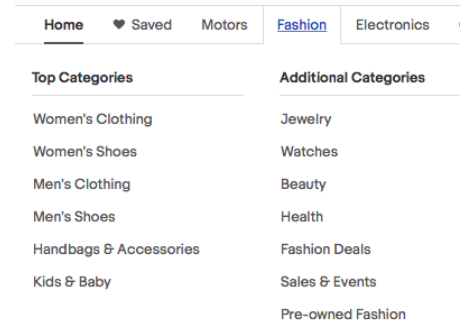 Home ♥ Saved Motors Fashion Electronics
Top Categories
Women's Clothing
Women's Shoes
Men's Clothing
Men's Shoes
Handbags & Accessories
Kids & Baby
Additional Categories
Jewelry
Watches
Beauty
Health
Fashion Deals
Sales & Events
Pre-owned Fashion